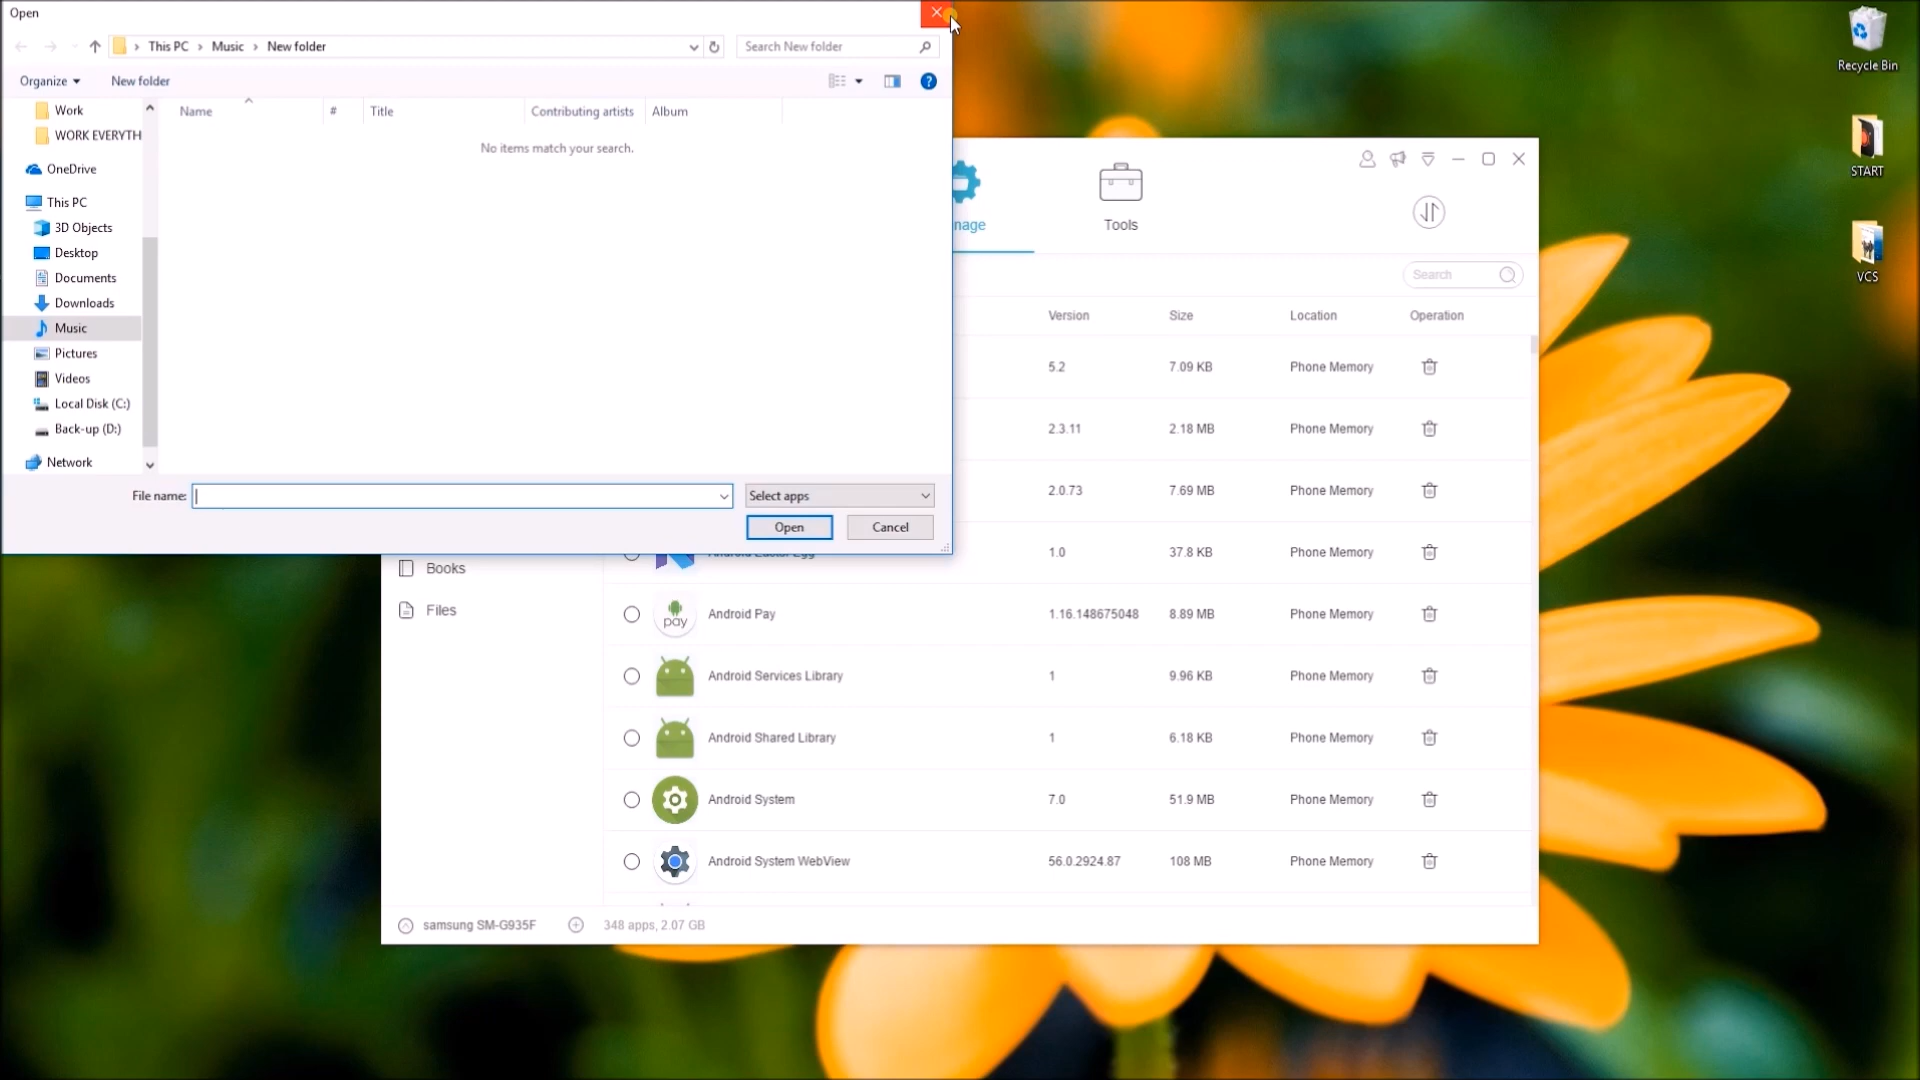 Open
This PC > Music > New folder
Search New folder
Organize
New folder
Work
WORK EVERYTH
OneDrive
This PC
3D Objects
Desktop
Documents
Downloads
Music
Pictures
Videos
Local Disk (C:)
Back-up (D:)
Network
Name
#
Title
Contributing artists
Album
No items match your search.
File name:
Select apps
Open
Cancel
Recycle Bin
START
VCS
nage
Tools
Search
Version
Size
Location
Operation
5.2
7.09 KB
Phone Memory
2.3.11
2.18 MB
Phone Memory
2.0.73
7.69 MB
Phone Memory
Android Easter Egg
1.0
37.8 KB
Phone Memory
Books
Files
Android Pay
1.16.148675048
8.89 MB
Phone Memory
pay
Android Services Library
1
9.96 KB
Phone Memory
Android Shared Library
1
6.18 KB
Phone Memory
Android System
7.0
51.9 MB
Phone Memory
Android System WebView
56.0.2924.87
108 MB
Phone Memory
samsung SM-G935F
348 apps, 2.07 GB